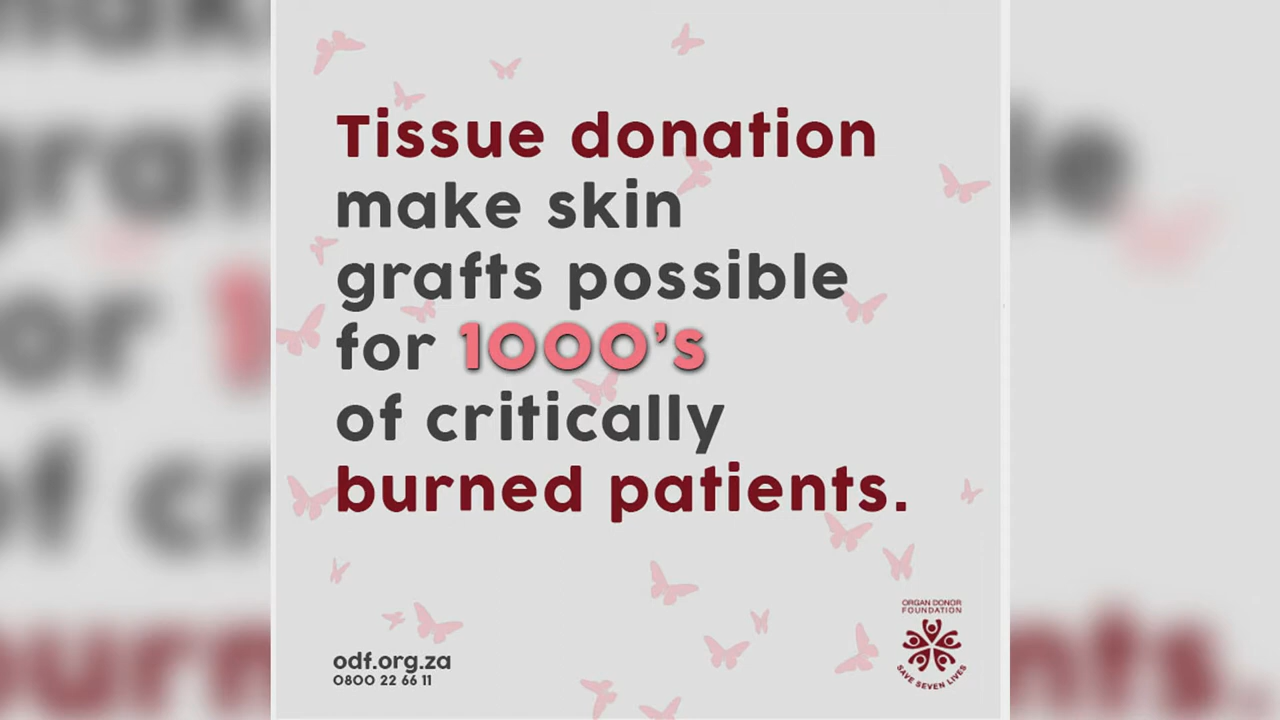 Tissue donation
make skin
grafts possible
for 1000's
of critically
burned patients.
odf.org.za
0800 22 66 11
ORGAN DONOR
FOUNDATION
SAVE SEVEN LIVES